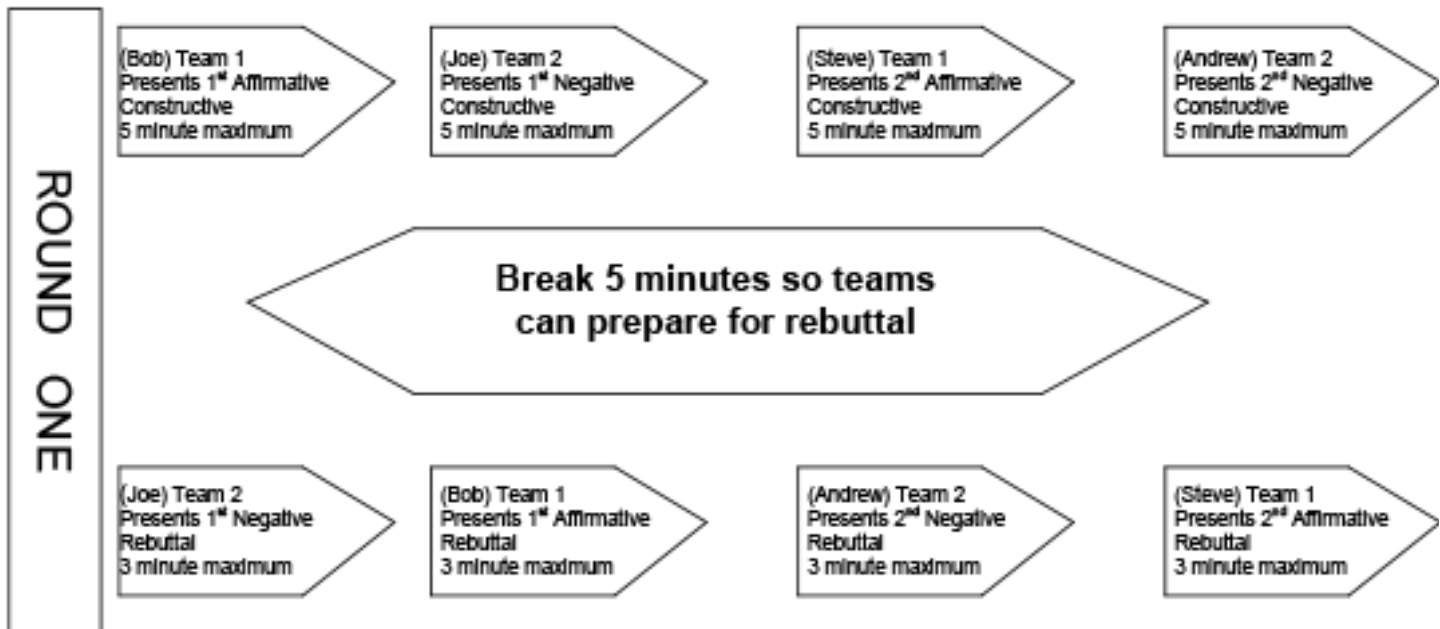 ROUND ONE
(Bob) Team 1
Presents 1st Affirmative
Constructive
5 minute maximum
(Joe) Team 2
Presents 1st Negative
Constructive
5 minute maximum
(Steve) Team 1
Presents 2nd Affirmative
Constructive
5 minute maximum
(Andrew) Team 2
Presents 2nd Negative
Constructive
5 minute maximum
Break 5 minutes so teams
can prepare for rebuttal
(Joe) Team 2
Presents 1st Negative
Rebuttal
3 minute maximum
(Bob) Team 1
Presents 1st Affirmative
Rebuttal
3 minute maximum
(Andrew) Team 2
Presents 2nd Negative
Rebuttal
3 minute maximum
(Steve) Team 1
Presents 2nd Affirmative
Rebuttal
3 minute maximum